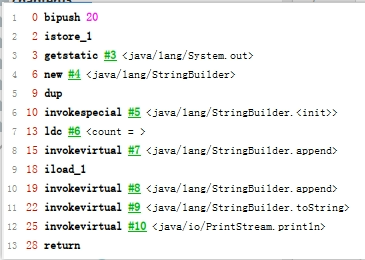 1 0 bipush 20
2 2 istore_1
3 3 getstatic #3 <java/lang/System.out>
4 6 new #4 <java/lang/StringBuilder>
5 9 dup
6 10 invokespecial #5 <java/lang/StringBuilder.<init>>
7 13 ldc #6 <count = >
8 15 invokevirtual #7 <java/lang/StringBuilder.append>
9 18 iload_1
10 19 invokevirtual #8 <java/lang/StringBuilder.append>
11 22 invokevirtual #9 <java/lang/StringBuilder.toString>
12 25 invokevirtual #10 <java/io/PrintStream.println>
13 28 return